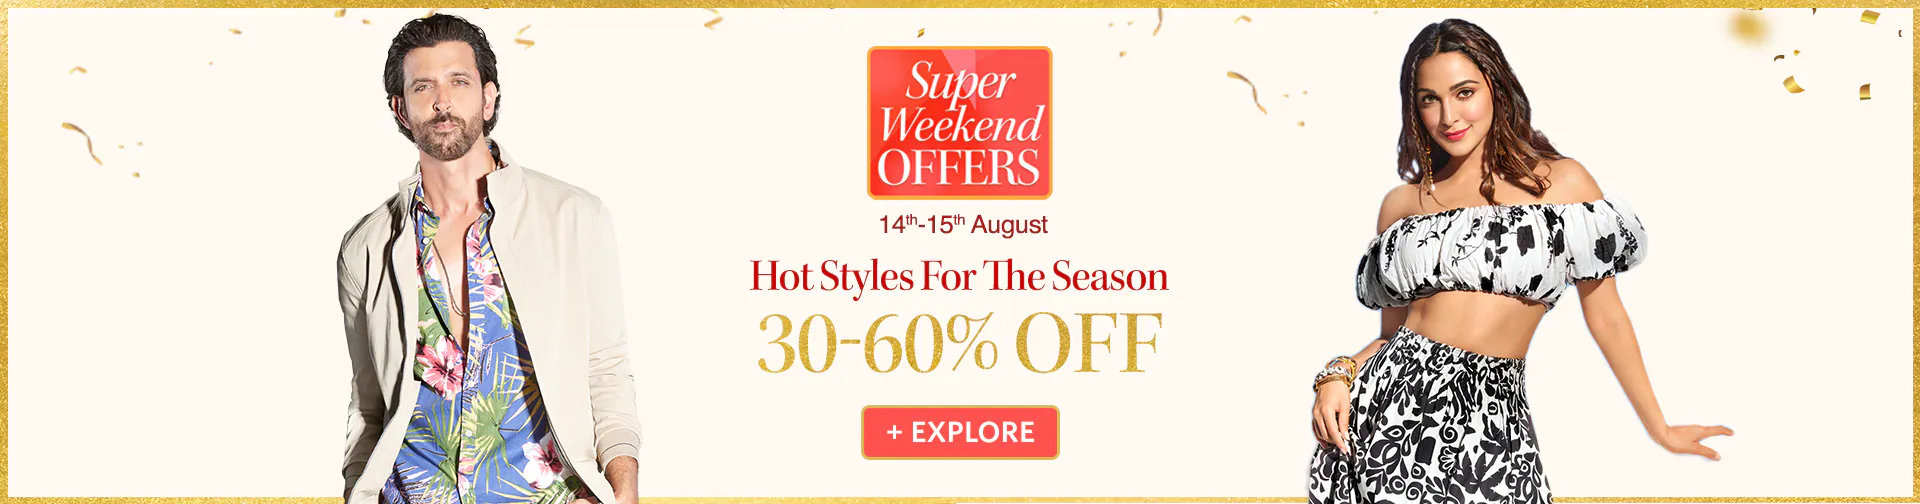 Super
Weekend
OFFERS
14th-15th August
Hot Styles For The Season
30-60% OFF
+ EXPLORE